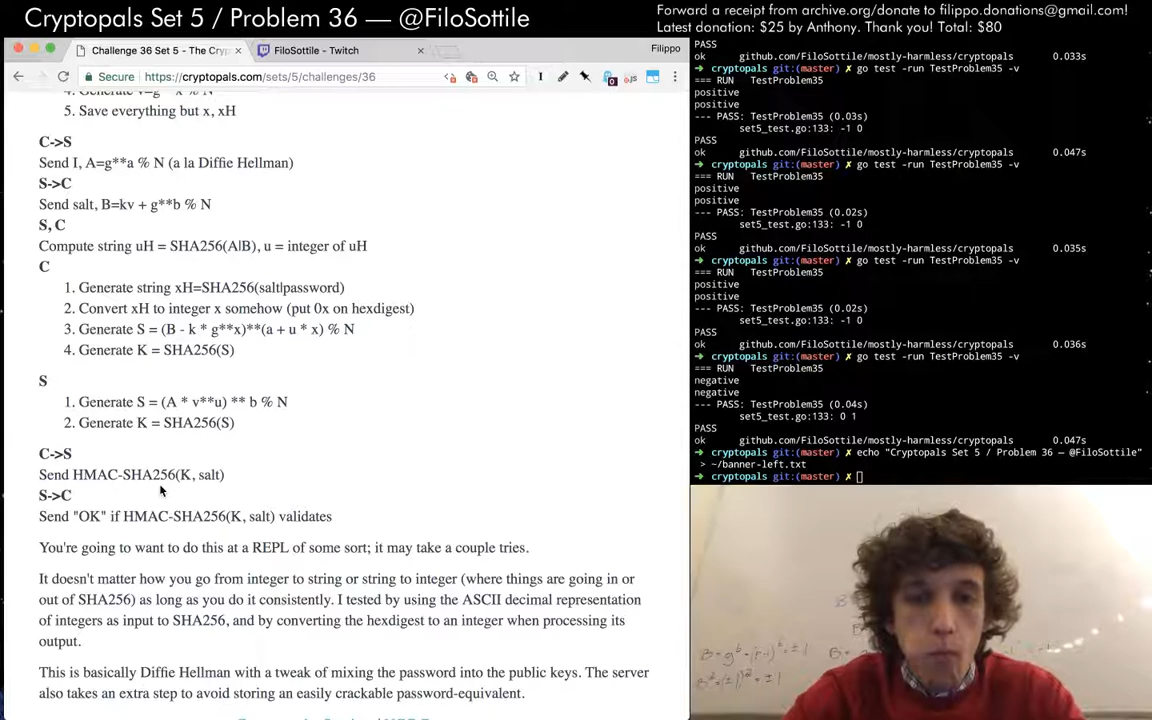 Cryptopals Set 5 / Problem 36 — @FiloSottile
Forward a receipt from archive.org/donate to filippo.donations@gmail.com!
Latest donation: $25 by Anthony. Thank you! Total: $80
Challenge 36 Set 5 - The Cry
FiloSottile - Twitch
Filippo
Secure
https://cryptopals.com/sets/5/challenges/36
5. Save everything but x, xH
C->S
Send I, A=g**a % N (a la Diffie Hellman)
S->C
Send salt, B=kv + g**b % N
S, C
Compute string uH = SHA256(A|B), u = integer of uH
C
1. Generate string xH=SHA256(salt|password)
2. Convert xH to integer x somehow (put 0x on hexdigest)
3. Generate S = (B - k * g**x)**(a + u * x) % N
4. Generate K = SHA256(S)
S
1. Generate S = (A * v**u) ** b % N
2. Generate K = SHA256(S)
C->S
Send HMAC-SHA256(K, salt)
S->C
Send "OK" if HMAC-SHA256(K, salt) validates
You're going to want to do this at a REPL of some sort; it may take a couple tries.
It doesn't matter how you go from integer to string or string to integer (where things are going in or
out of SHA256) as long as you do it consistently. I tested by using the ASCII decimal representation
of integers as input to SHA256, and by converting the hexdigest to an integer when processing its
output.
This is basically Diffie Hellman with a tweak of mixing the password into the public keys. The server
also takes an extra step to avoid storing an easily crackable password-equivalent.
PASS
ok github.com/FiloSottile/mostly-harmless/cryptopals 0.033s
➜ cryptopals git:(master) ✗ go test -run TestProblem35 -v
=== RUN TestProblem35
positive
positive
--- PASS: TestProblem35 (0.03s)
set5_test.go:133: -1 0
PASS
ok github.com/FiloSottile/mostly-harmless/cryptopals 0.047s
➜ cryptopals git:(master) ✗ go test -run TestProblem35 -v
=== RUN TestProblem35
positive
positive
--- PASS: TestProblem35 (0.02s)
set5_test.go:133: -1 0
PASS
ok github.com/FiloSottile/mostly-harmless/cryptopals 0.035s
➜ cryptopals git:(master) ✗ go test -run TestProblem35 -v
=== RUN TestProblem35
positive
positive
--- PASS: TestProblem35 (0.02s)
set5_test.go:133: -1 0
PASS
ok github.com/FiloSottile/mostly-harmless/cryptopals 0.036s
➜ cryptopals git:(master) ✗ go test -run TestProblem35 -v
=== RUN TestProblem35
negative
negative
--- PASS: TestProblem35 (0.04s)
set5_test.go:133: 0 1
PASS
ok github.com/FiloSottile/mostly-harmless/cryptopals 0.047s
➜ cryptopals git:(master) ✗ echo "Cryptopals Set 5 / Problem 36 — @FiloSottile"
> ~/banner-left.txt
➜ cryptopals git:(master) ✗